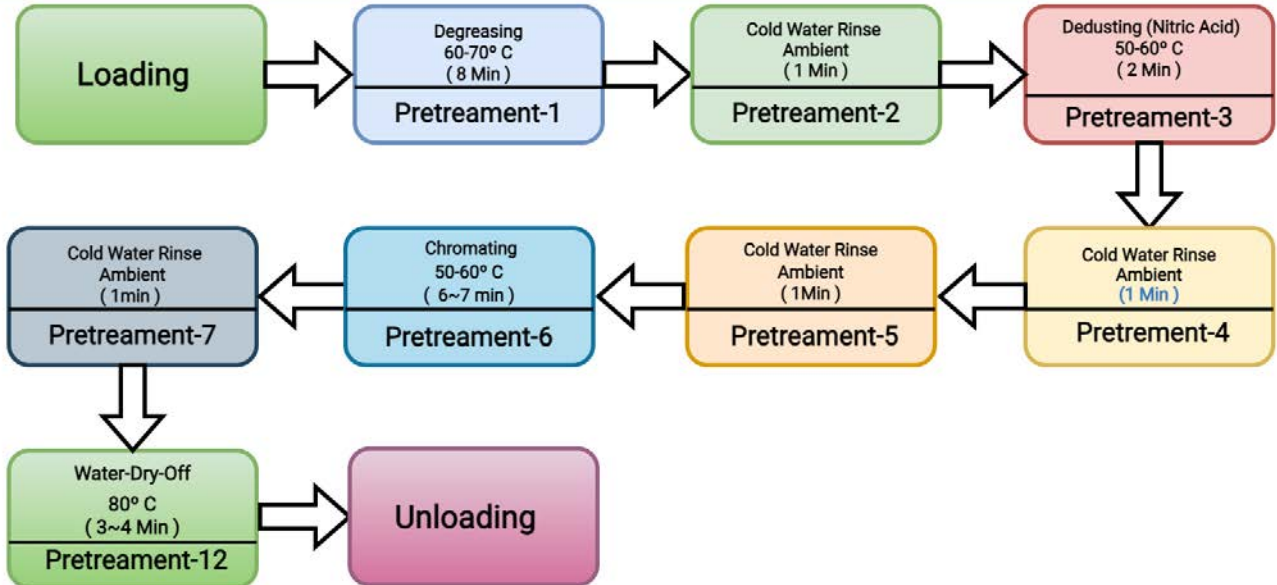 Loading
Degreasing
60-70º C
( 8 Min )
Pretreament-1
Cold Water Rinse
Ambient
( 1 Min )
Pretreament-2
Dedusting (Nitric Acid)
50-60º C
( 2 Min )
Pretreament-3
Cold Water Rinse
Ambient
(1 Min )
Pretrement-4
Cold Water Rinse
Ambient
( 1Min )
Pretreament-5
Chromating
50-60º C
( 6~7 min )
Pretreament-6
Cold Water Rinse
Ambient
( 1min )
Pretreament-7
Water-Dry-Off
80º C
( 3~4 Min )
Pretreament-12
Unloading